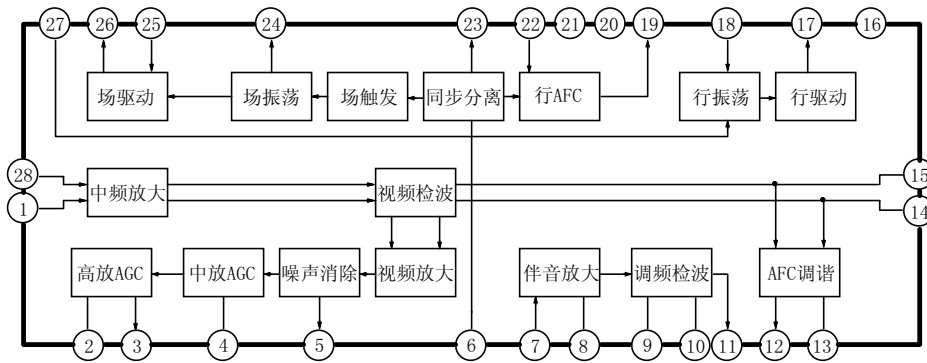 27 26 25 24 23 22 21 20 19 18 17 16
场驱动 场振荡 场触发 同步分离 行AFC 行振荡 行驱动
28 中频放大 视频检波 15
1 14
高放AGC 中放AGC 噪声消除 视频放大 伴音放大 调频检波 AFC调谐
2 3 4 5 6 7 8 9 10 11 12 13